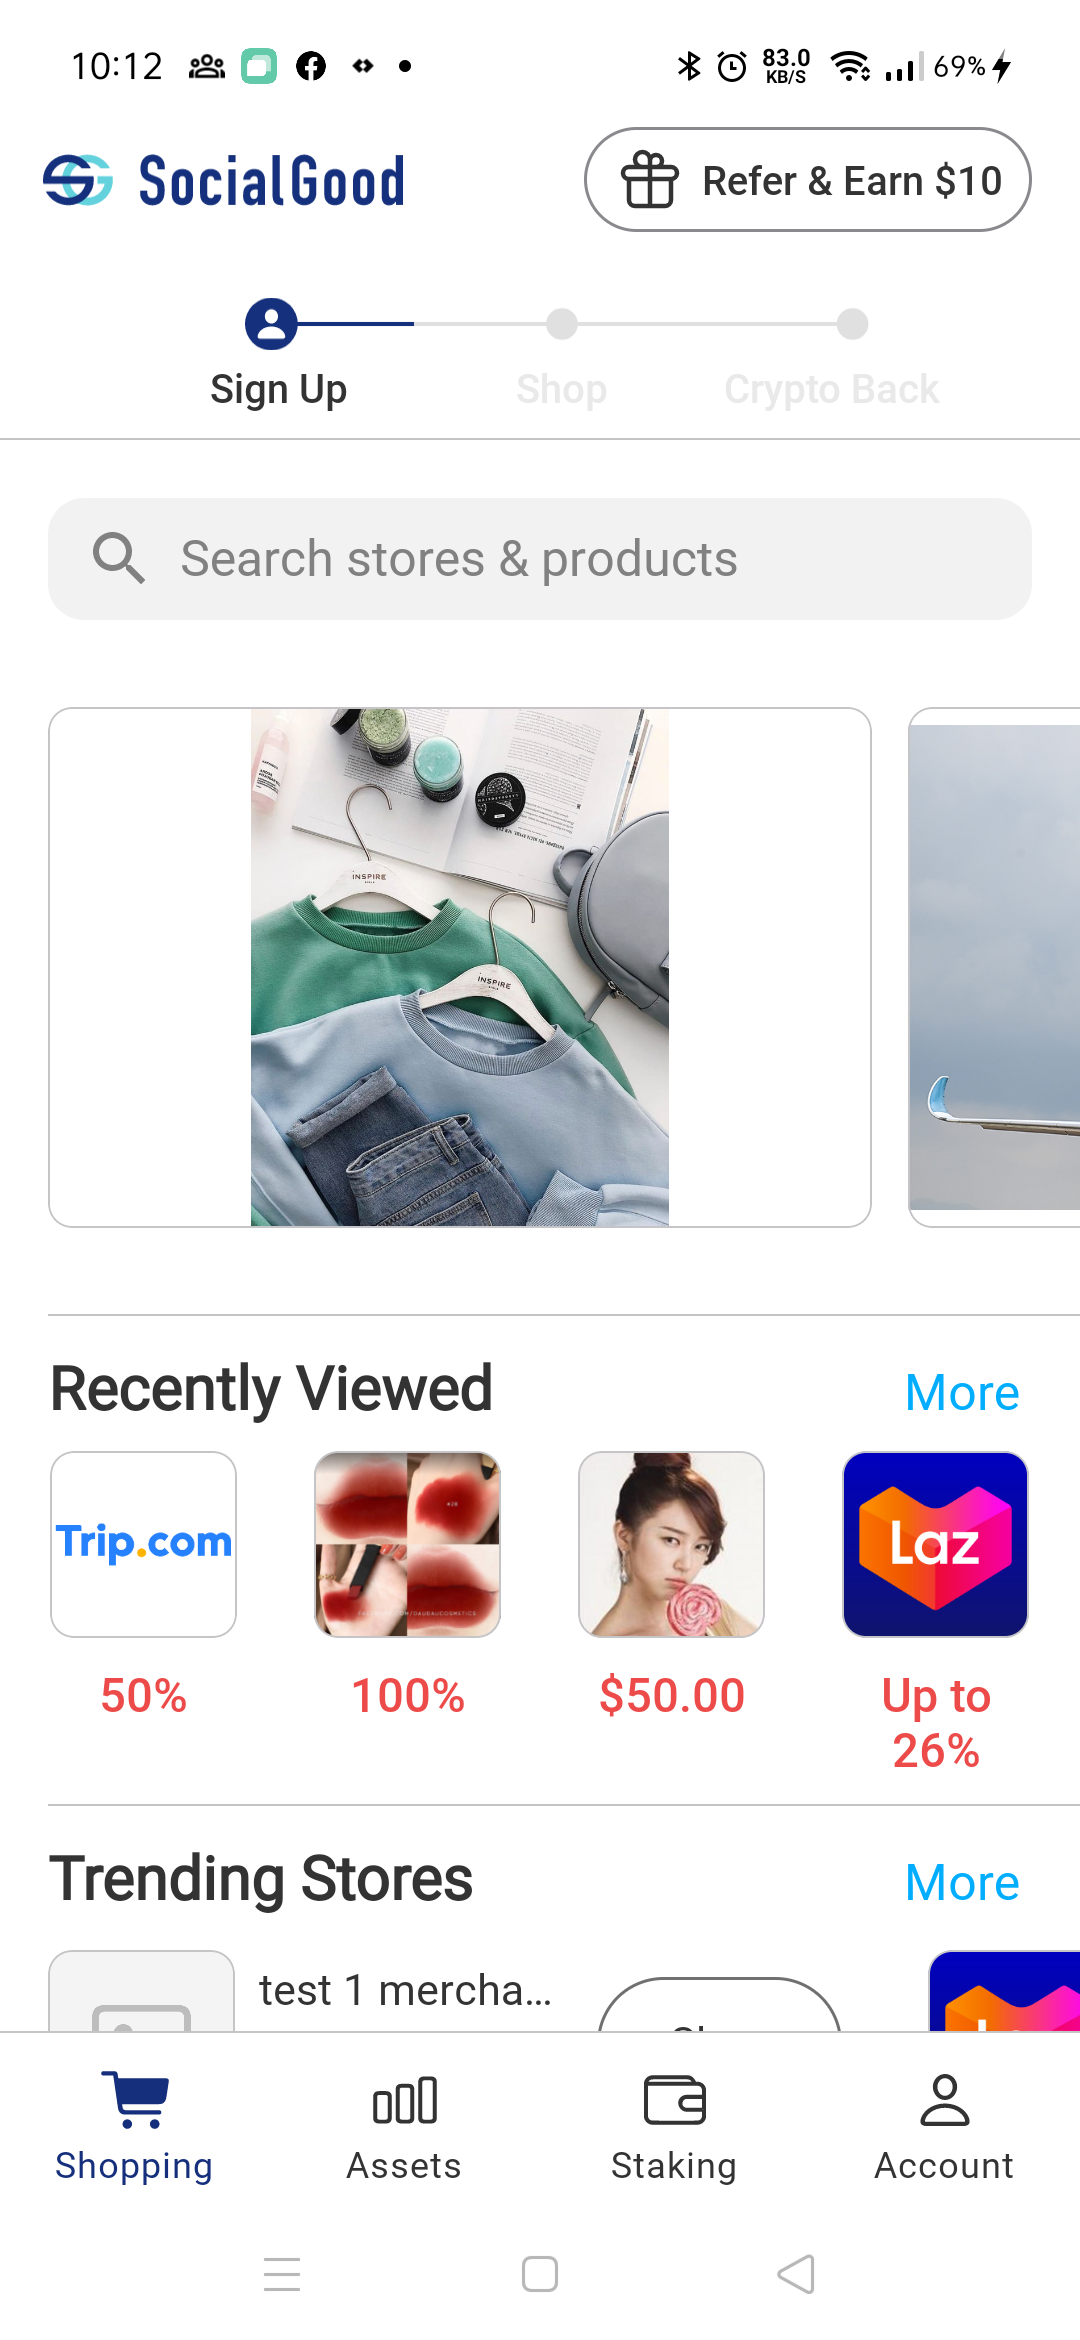 10:12
83.0
KB/S
69%
SocialGood
Refer & Earn $10
Sign Up
Shop
Crypto Back
Search stores & products
INSPIRE
INSPIRE
Recently Viewed
More
Trip.com
Laz
50%
100%
$50.00
Up to
26%
Trending Stores
More
test 1 mercha...
Shopping
Assets
Staking
Account